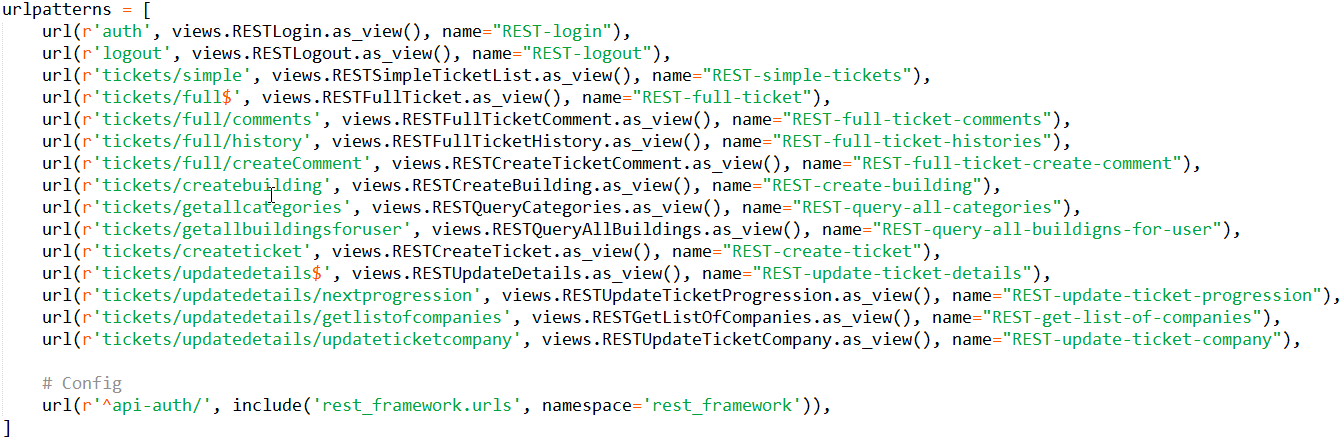 urlpatterns = [
    url(r'auth', views.RESTLogin.as_view(), name="REST-login"),
    url(r'logout', views.RESTLogout.as_view(), name="REST-logout"),
    url(r'tickets/simple', views.RESTSimpleTicketList.as_view(), name="REST-simple-tickets"),
    url(r'tickets/full$', views.RESTFullTicket.as_view(), name="REST-full-ticket"),
    url(r'tickets/full/comments', views.RESTFullTicketComment.as_view(), name="REST-full-ticket-comments"),
    url(r'tickets/full/history', views.RESTFullTicketHistory.as_view(), name="REST-full-ticket-histories"),
    url(r'tickets/full/createComment', views.RESTCreateTicketComment.as_view(), name="REST-full-ticket-create-comment"),
    url(r'tickets/createbuilding', views.RESTCreateBuilding.as_view(), name="REST-create-building"),
    url(r'tickets/getallcategories', views.RESTQueryCategories.as_view(), name="REST-query-all-categories"),
    url(r'tickets/getallbuildingsforuser', views.RESTQueryAllBuildings.as_view(), name="REST-query-all-buildigns-for-user"),
    url(r'tickets/createticket', views.RESTCreateTicket.as_view(), name="REST-create-ticket"),
    url(r'tickets/updatedetails$', views.RESTUpdateDetails.as_view(), name="REST-update-ticket-details"),
    url(r'tickets/updatedetails/nextprogression', views.RESTUpdateTicketProgression.as_view(), name="REST-update-ticket-progression"),
    url(r'tickets/updatedetails/getlistofcompanies', views.RESTGetListOfCompanies.as_view(), name="REST-get-list-of-companies"),
    url(r'tickets/updatedetails/updateticketcompany', views.RESTUpdateTicketCompany.as_view(), name="REST-update-ticket-company"),

    # Config
    url(r'^api-auth/', include('rest_framework.urls', namespace='rest_framework')),
]